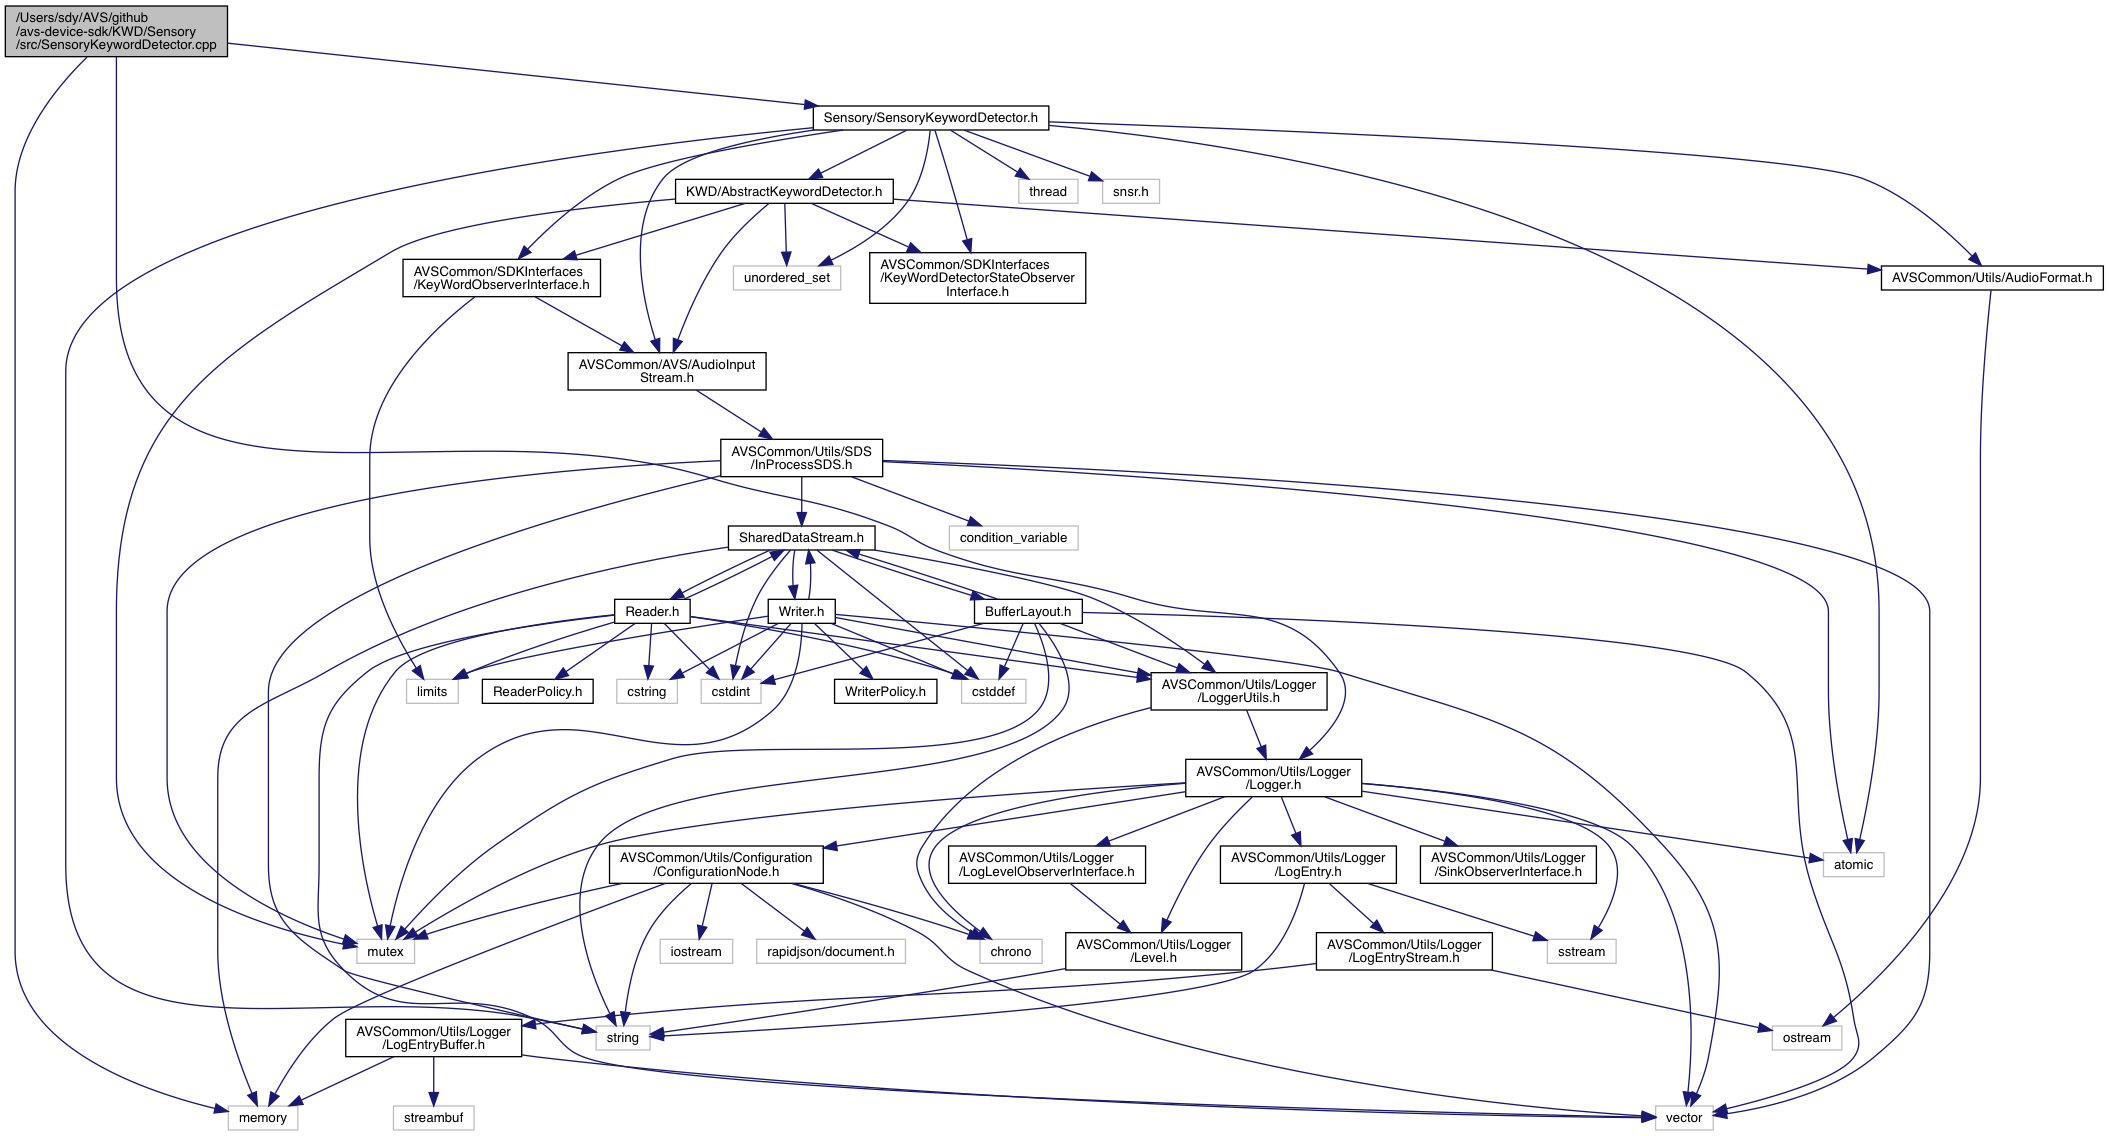 /Users/sdy/AVS/github
/avs-device-sdk/KWD/Sensory
/src/SensoryKeywordDetector.cpp
Sensory/SensoryKeywordDetector.h
KWD/AbstractKeywordDetector.h
thread
snsr.h
AVSCommon/SDKInterfaces
/KeyWordObserverInterface.h
unordered_set
AVSCommon/SDKInterfaces
/KeyWordDetectorStateObserver
Interface.h
AVSCommon/Utils/AudioFormat.h
AVSCommon/AVS/AudioInput
Stream.h
AVSCommon/Utils/SDS
/InProcessSDS.h
SharedDataStream.h
condition_variable
Reader.h
Writer.h
BufferLayout.h
limits
ReaderPolicy.h
cstring
cstdint
WriterPolicy.h
cstddef
AVSCommon/Utils/Logger
/LoggerUtils.h
AVSCommon/Utils/Logger
/Logger.h
AVSCommon/Utils/Configuration
/ConfigurationNode.h
AVSCommon/Utils/Logger
/LogLevelObserverInterface.h
AVSCommon/Utils/Logger
/LogEntry.h
AVSCommon/Utils/Logger
/SinkObserverInterface.h
atomic
mutex
iostream
rapidjson/document.h
chrono
AVSCommon/Utils/Logger
/Level.h
AVSCommon/Utils/Logger
/LogEntryStream.h
sstream
AVSCommon/Utils/Logger
/LogEntryBuffer.h
string
ostream
memory
streambuf
vector